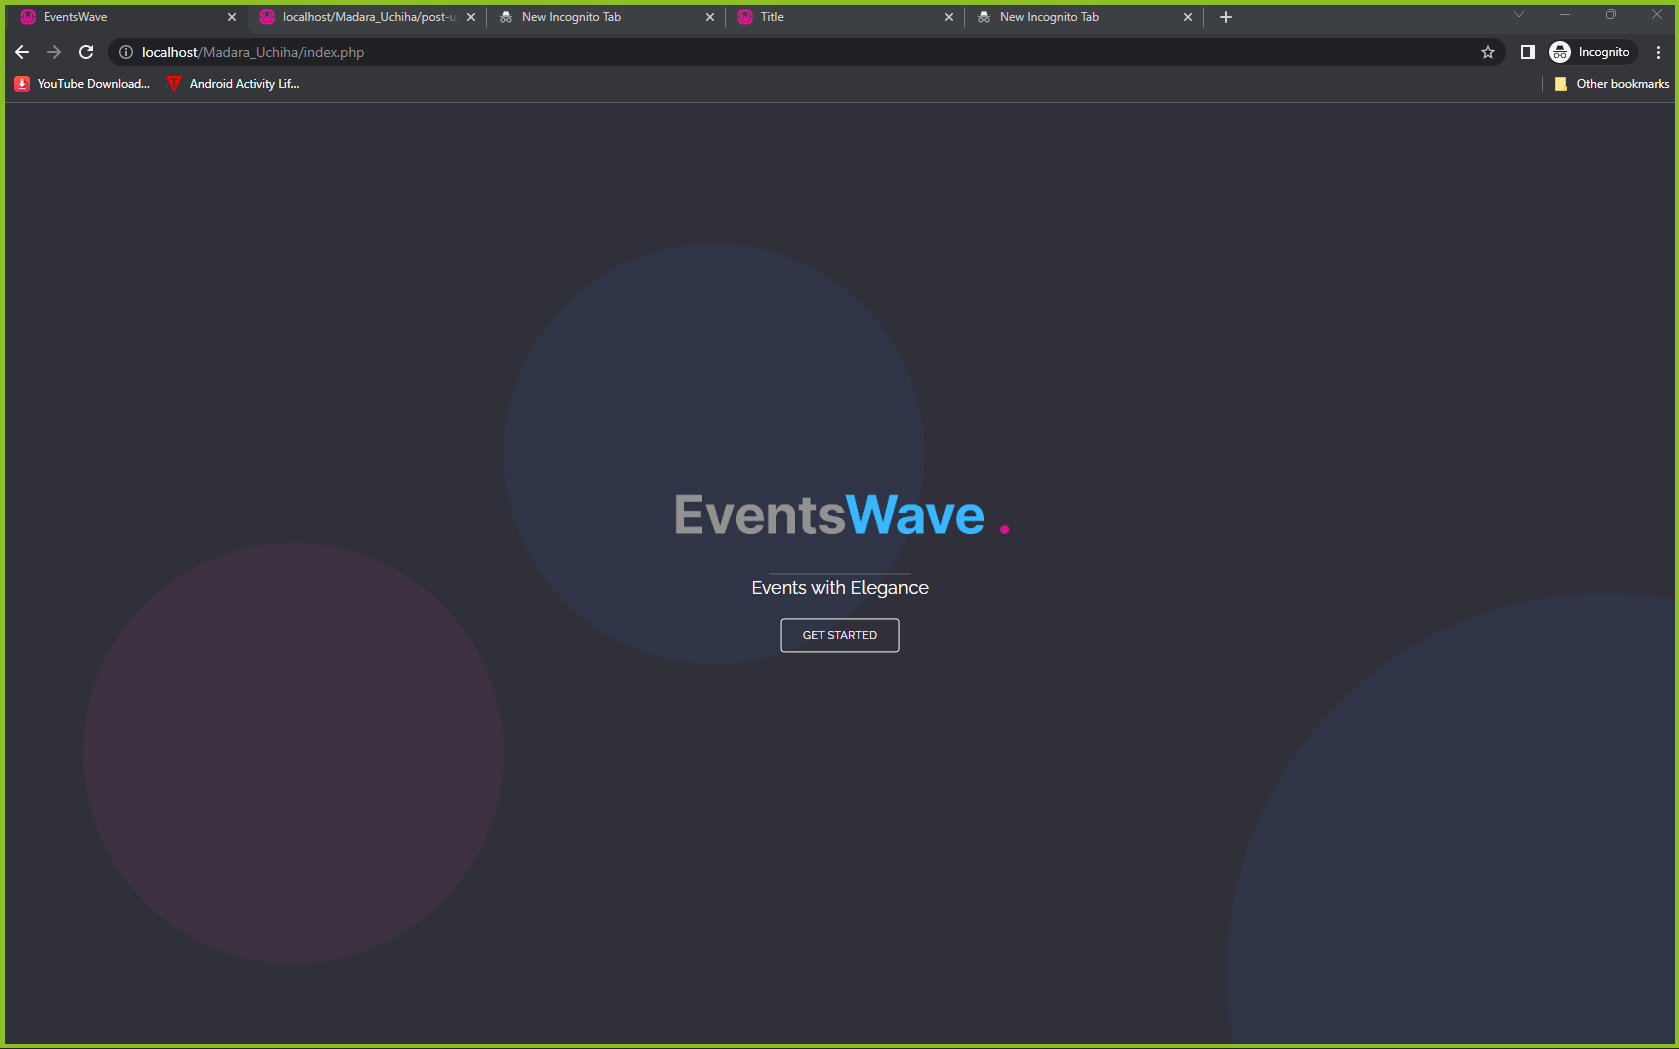 EventsWave
localhost/Madara_Uchiha/post-u
New Incognito Tab
Title
New Incognito Tab
localhost/Madara_Uchiha/index.php
Incognito
YouTube Download...
Android Activity Lif...
Other bookmarks
EventsWave .
Events with Elegance
GET STARTED